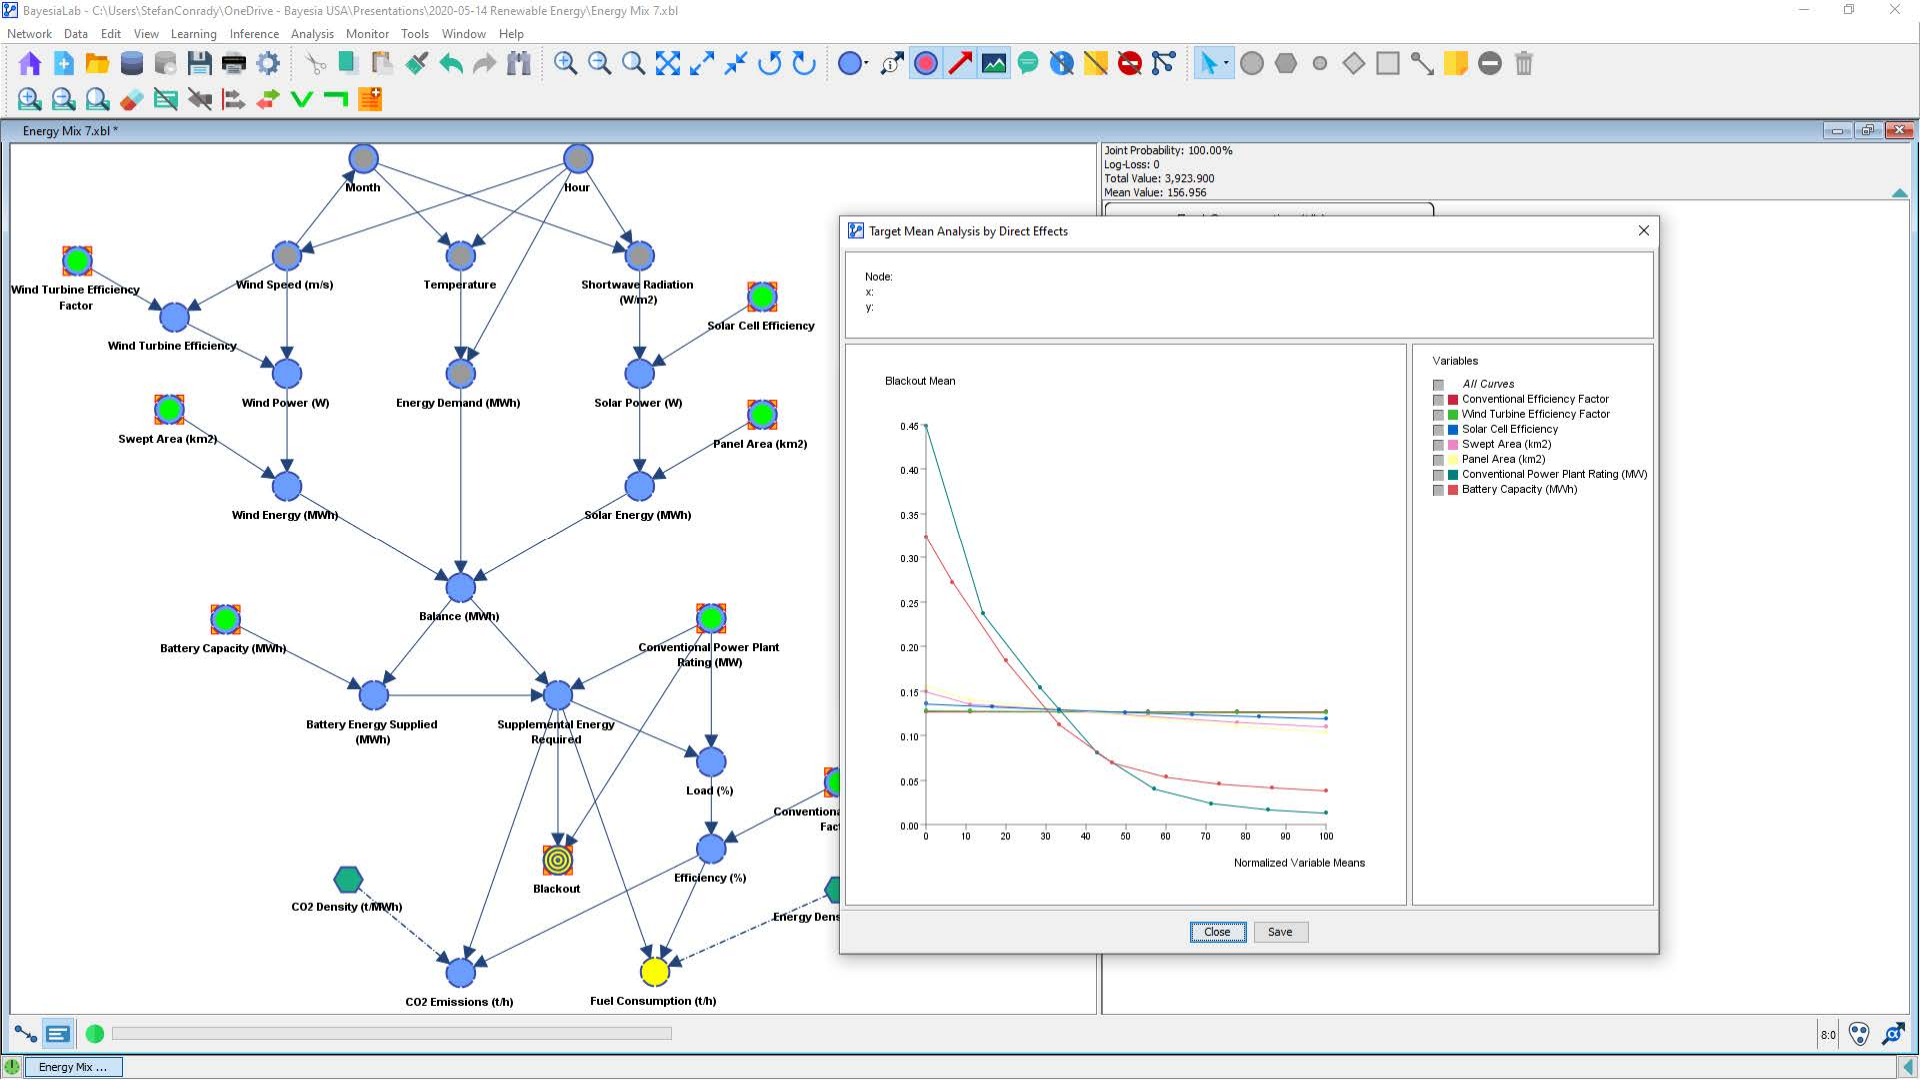 BayesiaLab - C:\Users\StefanConrady\OneDrive - Bayesia USA\Presentations\2020-05-14 Renewable Energy\Energy Mix 7.xbl
Network Data Edit View Learning Inference Analysis Monitor Tools Window Help
Energy Mix 7.xbl *
Month
Hour
Wind Turbine Efficiency
Factor
Wind Speed (m/s)
Temperature
Shortwave Radiation
(W/m2)
Solar Cell Efficiency
Wind Turbine Efficiency
Wind Power (W)
Energy Demand (MWh)
Solar Power (W)
Swept Area (km2)
Panel Area (km2)
Wind Energy (MWh)
Solar Energy (MWh)
Balance (MWh)
Battery Capacity (MWh)
Conventional Power Plant
Rating (MW)
Battery Energy Supplied
(MWh)
Supplemental Energy
Required
Load (%)
Conventiona
Fac
Efficiency (%)
Blackout
CO2 Density (t/MWh)
Energy Dens
CO2 Emissions (t/h)
Fuel Consumption (t/h)
Joint Probability: 100.00%
Log-Loss: 0
Total Value: 3,923.900
Mean Value: 156.956
Target Mean Analysis by Direct Effects
Node:
x:
y:
Blackout Mean
0.45
0.40
0.35
0.30
0.25
0.20
0.15
0.10
0.05
0.00
0 10 20 30 40 50 60 70 80 90 100
Normalized Variable Means
Variables
All Curves
Conventional Efficiency Factor
Wind Turbine Efficiency Factor
Solar Cell Efficiency
Swept Area (km2)
Panel Area (km2)
Conventional Power Plant Rating (MW)
Battery Capacity (MWh)
Close Save
8:0
Energy Mix ...